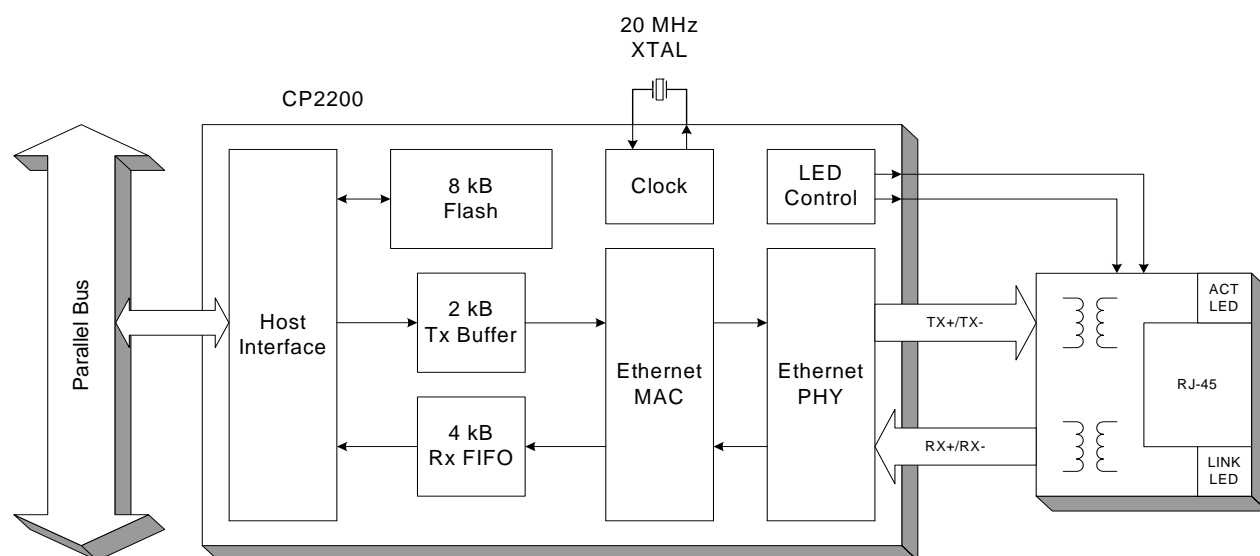 20 MHz
XTAL
CP2200
Parallel Bus
Host
Interface
8 kB
Flash
Clock
LED
Control
2 kB
Tx Buffer
4 kB
Rx FIFO
Ethernet
MAC
Ethernet
PHY
TX+/TX-
RX+/RX-
ACT
LED
RJ-45
LINK
LED